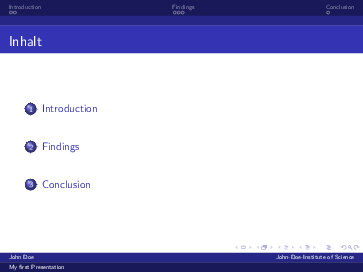 Introduction Findings Conclusion
Inhalt
1 Introduction
2 Findings
3 Conclusion
John Doe John-Doe-Institute of Science
My first Presentation